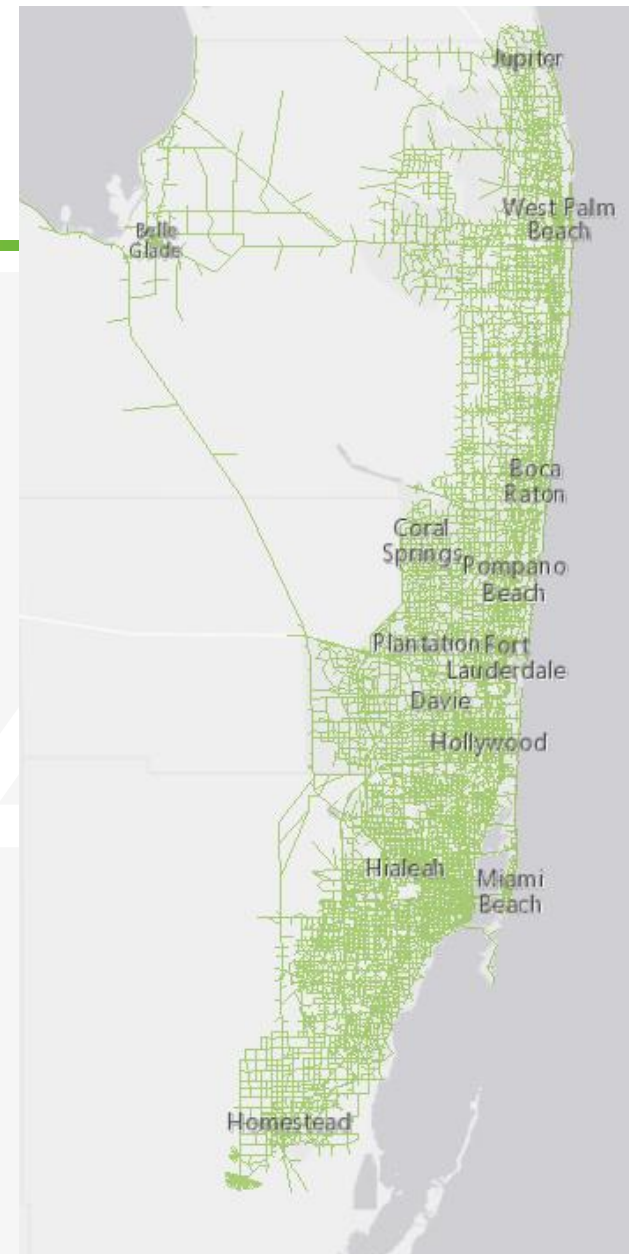 Jupiter
West Palm
Beach
Belle
Glade
Boca
Raton
Coral
Springs
Pompano
Beach
Plantation
Fort
Lauderdale
Davie
Hollywood
Hialeah
Miami
Beach
Homestead